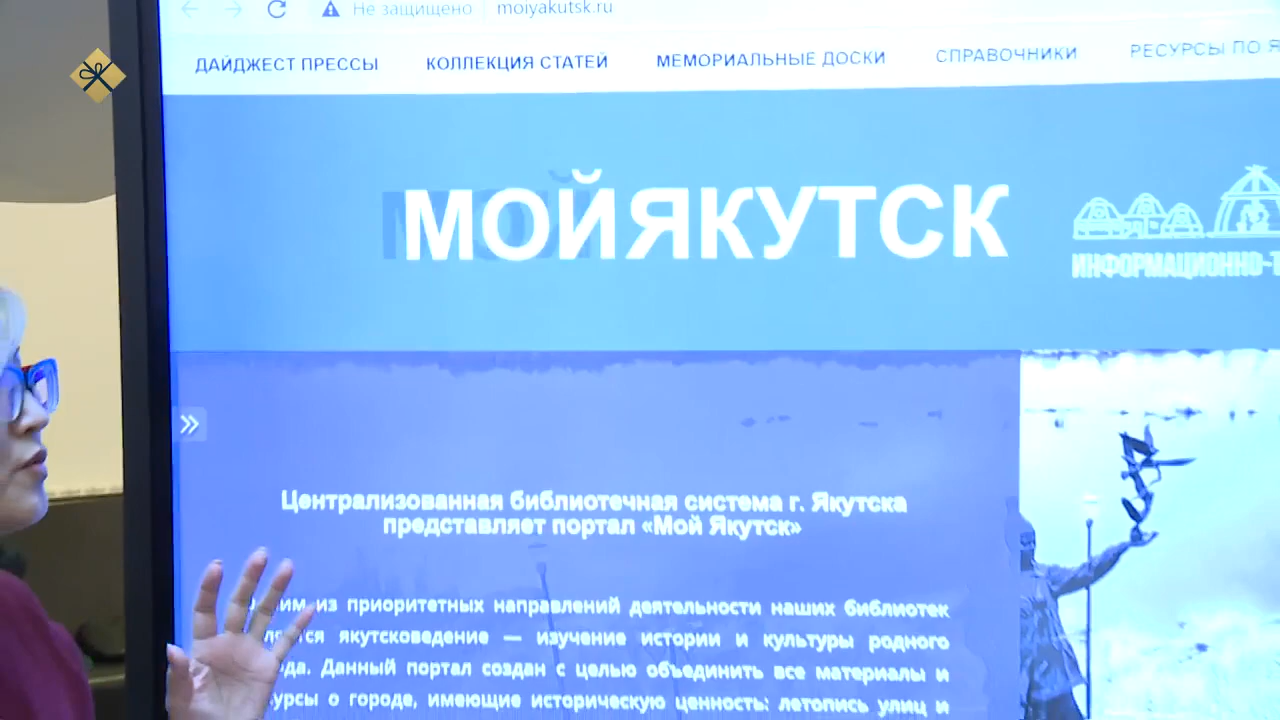 Не защищено moiyakutsk.ru
ДАЙДЖЕСТ ПРЕССЫ КОЛЛЕКЦИЯ СТАТЕЙ МЕМОРИАЛЬНЫЕ ДОСКИ СПРАВОЧНИКИ РЕСУРСЫ ПО Я
МОЙЯКУТСК
ИНФОРМАЦИОННО-Т
Централизованная библиотечная система г. Якутска
представляет портал «Мой Якутск»
из приоритетных направлений деятельности наших библиотек
якутсковедение — изучение истории и культуры родного
Данный портал создан с целью объединить все материалы и
о городе, имеющие историческую ценность: летопись улиц и